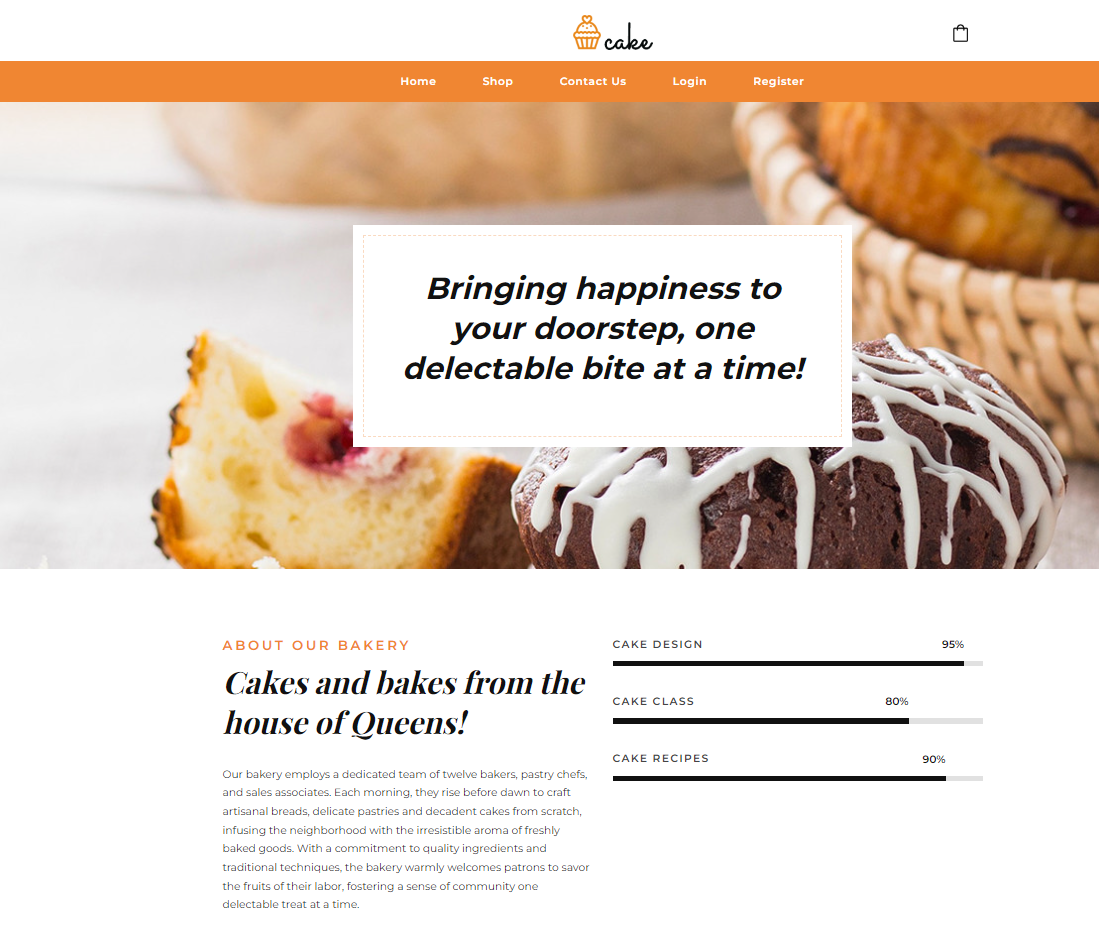 cake
Home Shop Contact Us Login Register
Bringing happiness to
your doorstep, one
delectable bite at a time!
ABOUT OUR BAKERY
Cakes and bakes from the
house of Queens!
Our bakery employs a dedicated team of twelve bakers, pastry chefs,
and sales associates. Each morning, they rise before dawn to craft
artisanal breads, delicate pastries and decadent cakes from scratch,
infusing the neighborhood with the irresistible aroma of freshly
baked goods. With a commitment to quality ingredients and
traditional techniques, the bakery warmly welcomes patrons to savor
the fruits of their labor, fostering a sense of community one
delectable treat at a time.
CAKE DESIGN 95%
CAKE CLASS 80%
CAKE RECIPES 90%